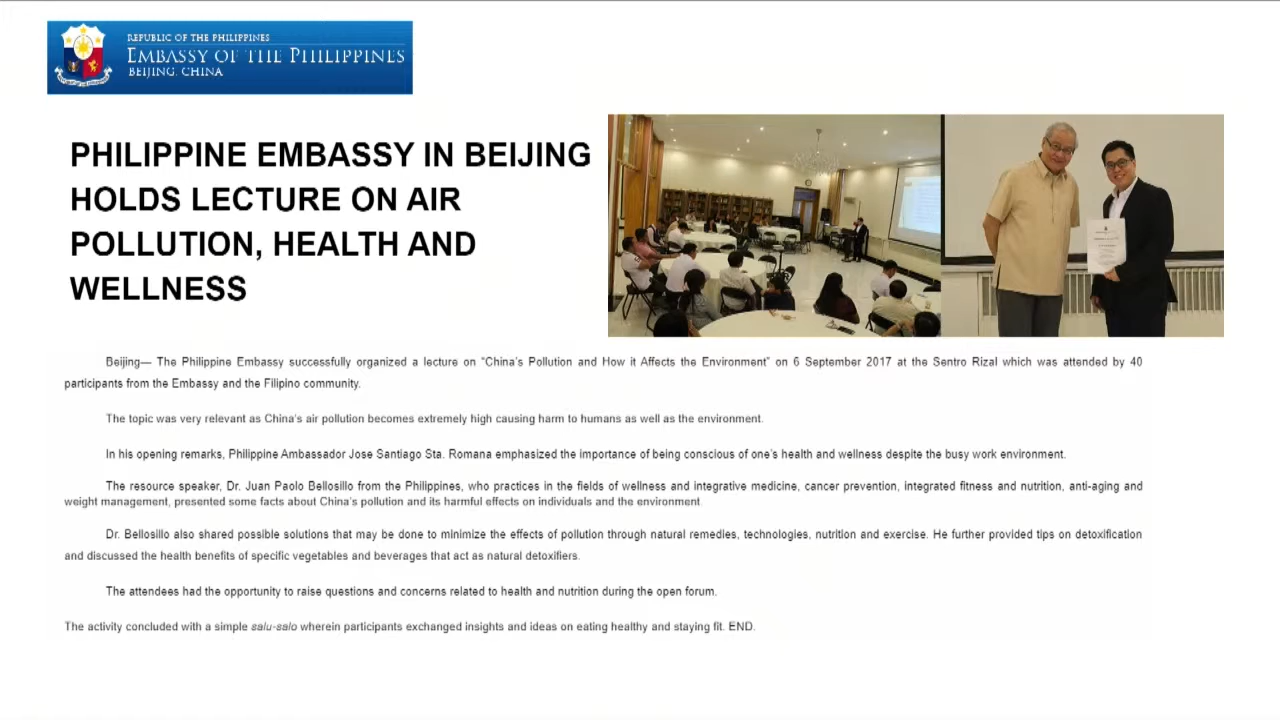 REPUBLIC OF THE PHILIPPINES
EMBASSY OF THE PHILIPPINES
BEIJING, CHINA
PHILIPPINE EMBASSY IN BEIJING
HOLDS LECTURE ON AIR
POLLUTION, HEALTH AND
WELLNESS
Beijing— The Philippine Embassy successfully organized a lecture on “China’s Pollution and How it Affects the Environment” on 6 September 2017 at the Sentro Rizal which was attended by 40
participants from the Embassy and the Filipino community.
The topic was very relevant as China’s air pollution becomes extremely high causing harm to humans as well as the environment.
In his opening remarks, Philippine Ambassador Jose Santiago Sta. Romana emphasized the importance of being conscious of one’s health and wellness despite the busy work environment.
The resource speaker, Dr. Juan Paolo Bellosillo from the Philippines, who practices in the fields of wellness and integrative medicine, cancer prevention, integrated fitness and nutrition, anti-aging and
weight management, presented some facts about China’s pollution and its harmful effects on individuals and the environment.
Dr. Bellosillo also shared possible solutions that may be done to minimize the effects of pollution through natural remedies, technologies, nutrition and exercise. He further provided tips on detoxification
and discussed the health benefits of specific vegetables and beverages that act as natural detoxifiers.
The attendees had the opportunity to raise questions and concerns related to health and nutrition during the open forum.
The activity concluded with a simple salu-salo wherein participants exchanged insights and ideas on eating healthy and staying fit. END.